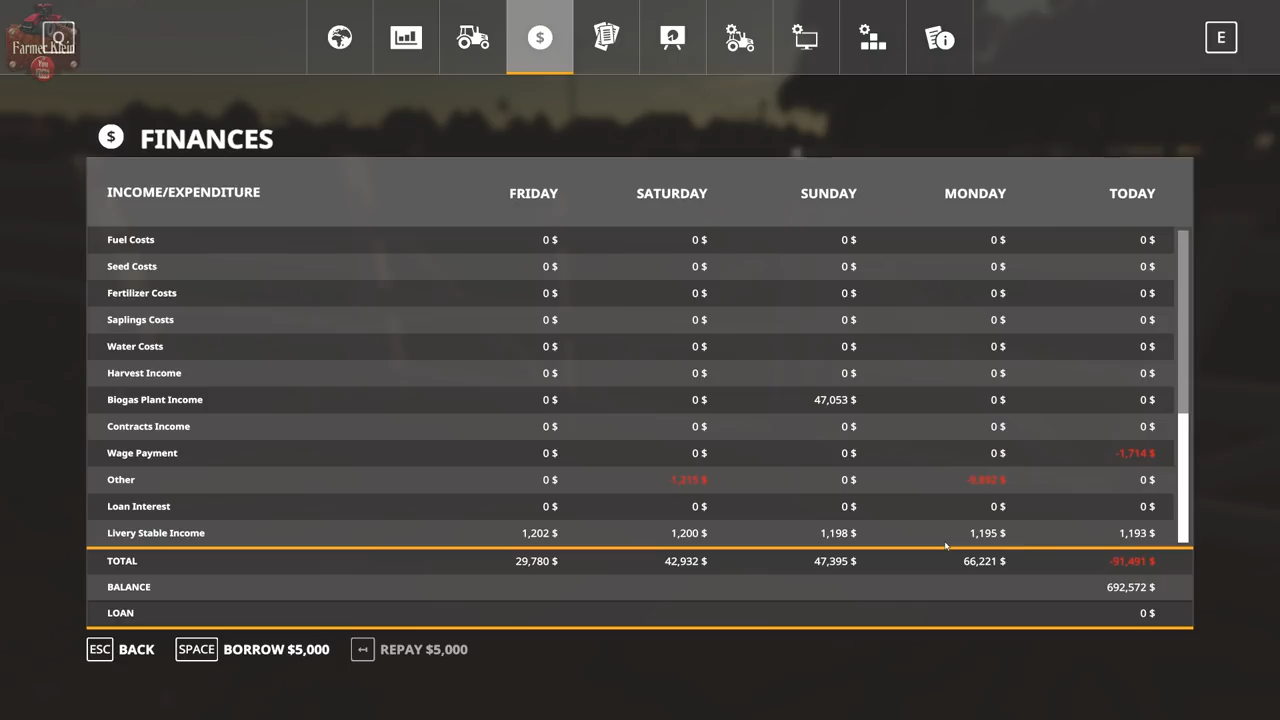 Q
Farmer Klein
You
E
$ FINANCES
INCOME/EXPENDITURE FRIDAY SATURDAY SUNDAY MONDAY TODAY
Fuel Costs 0 $ 0 $ 0 $ 0 $ 0 $
Seed Costs 0 $ 0 $ 0 $ 0 $ 0 $
Fertilizer Costs 0 $ 0 $ 0 $ 0 $ 0 $
Saplings Costs 0 $ 0 $ 0 $ 0 $ 0 $
Water Costs 0 $ 0 $ 0 $ 0 $ 0 $
Harvest Income 0 $ 0 $ 0 $ 0 $ 0 $
Biogas Plant Income 0 $ 0 $ 47,053 $ 0 $ 0 $
Contracts Income 0 $ 0 $ 0 $ 0 $ 0 $
Wage Payment 0 $ 0 $ 0 $ 0 $ -1,714 $
Other 0 $ -1,215 $ 0 $ 0 $
Loan Interest 0 $ 0 $ 0 $ 0 $ 0 $
Livery Stable Income 1,202 $ 1,200 $ 1,198 $ 1,195 $ 1,193 $
TOTAL 29,780 $ 42,932 $ 47,395 $ 66,221 $ -91,491 $
BALANCE 692,572 $
LOAN 0 $
ESC BACK SPACE BORROW $5,000 REPAY $5,000